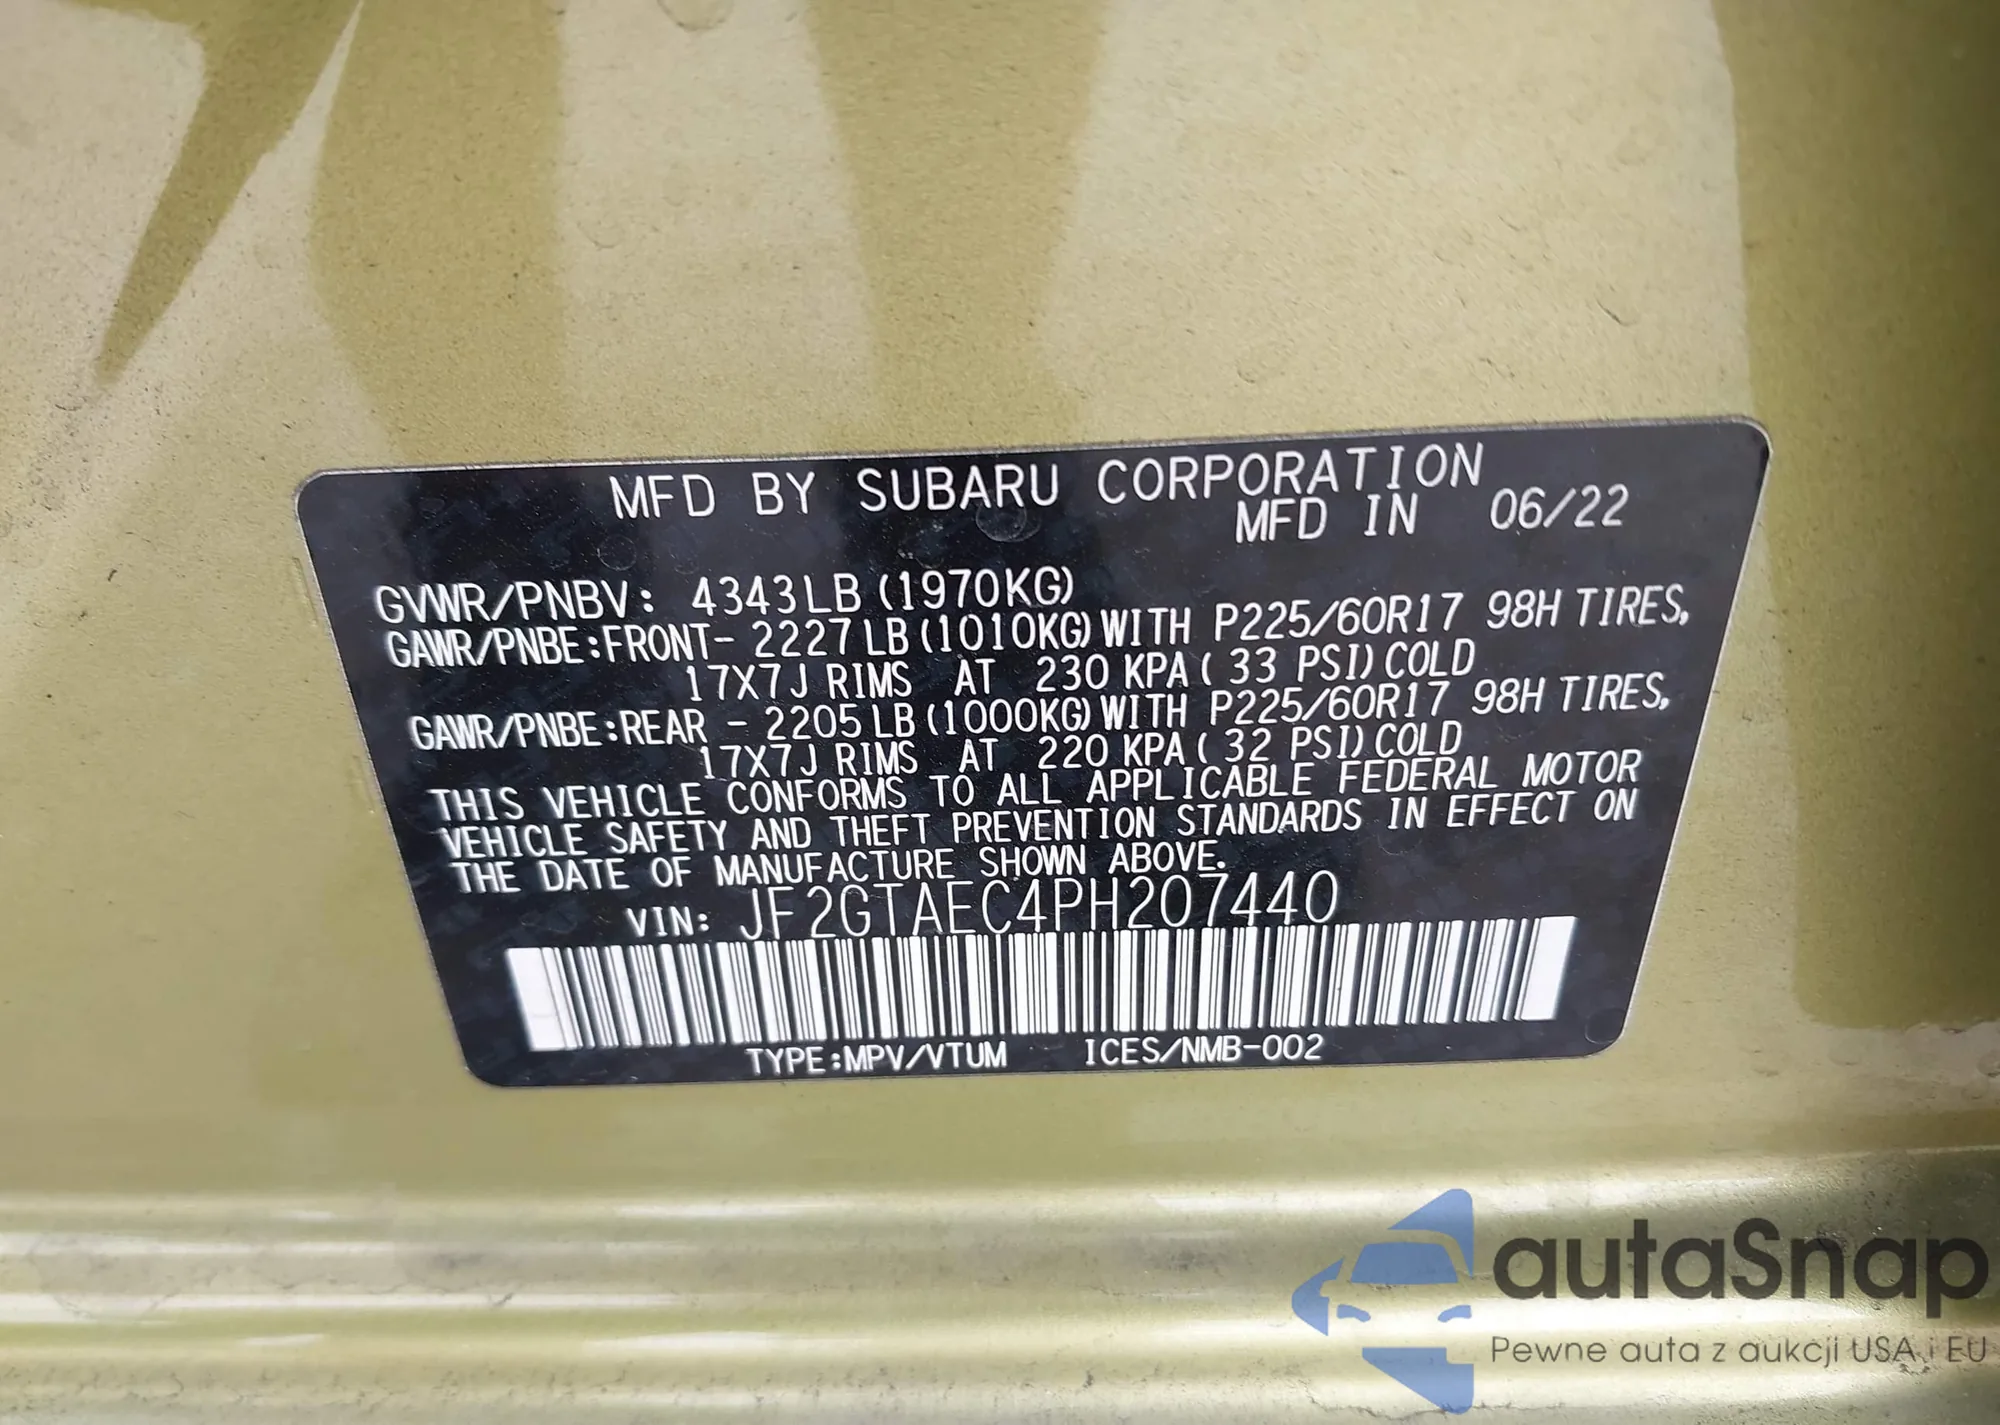 MFD BY SUBARU CORPORATION
MFD IN 06/22
GVWR/PNBV: 4343LB (1970KG)
GAWR/PNBE:FRONT- 2227LB(1010KG)WITH P225/60R17 98H TIRES,
17X7J RIMS AT 230 KPA( 33 PSI)COLD
GAWR/PNBE:REAR - 2205LB(1000KG)WITH P225/60R17 98H TIRES,
17X7J RIMS AT 220 KPA( 32 PSI)COLD
THIS VEHICLE CONFORMS TO ALL APPLICABLE FEDERAL MOTOR
VEHICLE SAFETY AND THEFT PREVENTION STANDARDS IN EFFECT ON
THE DATE OF MANUFACTURE SHOWN ABOVE.
VIN: JF2GTAEC4PH207440
TYPE:MPV/VTUM ICES/NMB-002
autaSnap
Pewne auta z aukcji USA i EU